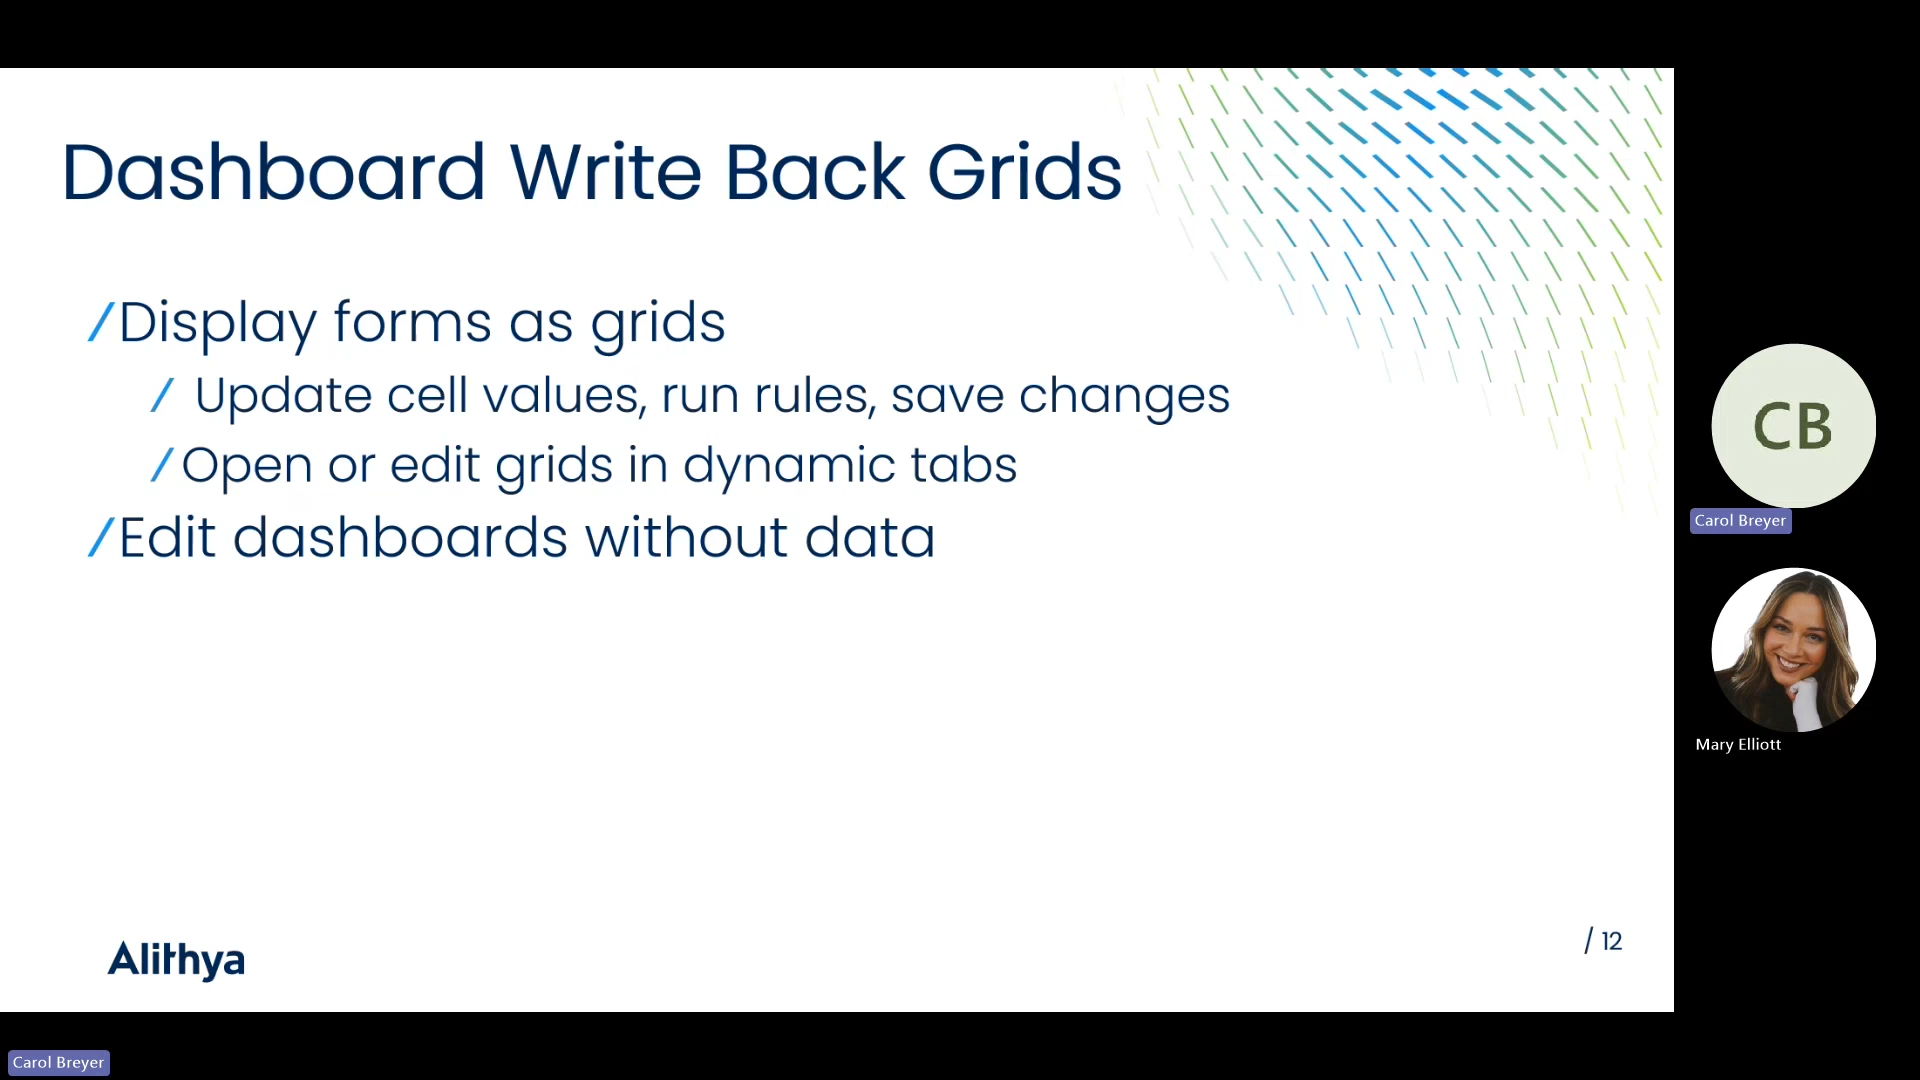 Dashboard Write Back Grids
/Display forms as grids
/ Update cell values, run rules, save changes
/Open or edit grids in dynamic tabs
/Edit dashboards without data
Alithya
/ 12
CB
Carol Breyer
Mary Elliott
Carol Breyer